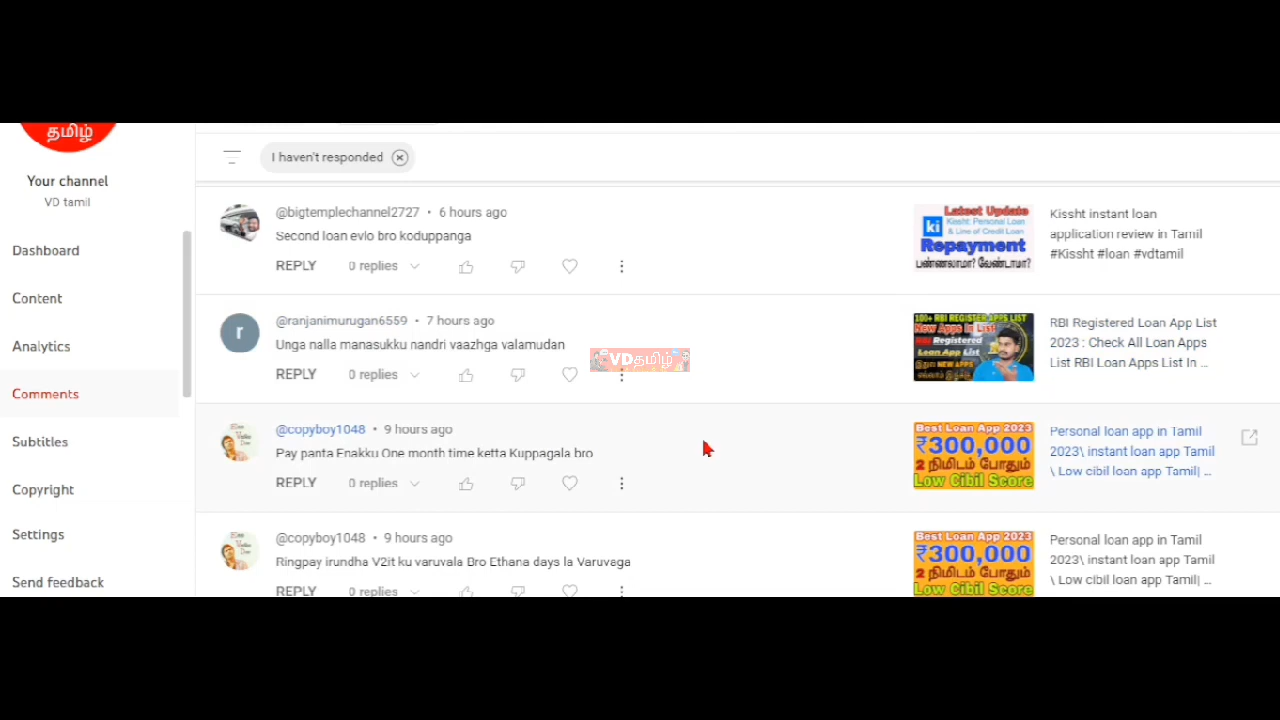 தமிழ்
Your channel
VD tamil
Dashboard
Content
Analytics
Comments
Subtitles
Copyright
Settings
Send feedback
I haven't responded
@bigtemplechannel2727 • 6 hours ago
Second loan evlo bro koduppanga
REPLY 0 replies
Latest Update
ki
Kissht Personal Loan
& Line of Credit Loan
Repayment
பண்ணலாமா? வேண்டாமா?
Kissht instant loan
application review in Tamil
#Kissht #loan #vdtamil
r
@ranjanimurugan6559 • 7 hours ago
Unga nalla manasukku nandri vaazhga valamudan
REPLY 0 replies
VDதமிழ்
100+ RBI REGISTER APPS LIST
New Apps In List
RBI Registered
Loan App List
RBI Registered Loan App List
2023 : Check All Loan Apps
List RBI Loan Apps List In ...
@copyboy1048 • 9 hours ago
Pay panta Enakku One month time ketta Kuppagala bro
REPLY 0 replies
Best Loan App 2023
₹300,000
2 நிமிடம் போதும்
Low Cibil Score
Personal loan app in Tamil
2023\ instant loan app Tamil
\ Low cibil loan app Tamil| ...
@copyboy1048 • 9 hours ago
Ringpay irundha V2it ku varuvala Bro Ethana days la Varuvega
REPLY 0 replies
Best Loan App 2023
₹300,000
2 நிமிடம் போதும்
Low Cibil Score
Personal loan app in Tamil
2023\ instant loan app Tamil
\ Low cibil loan app Tamil| ...